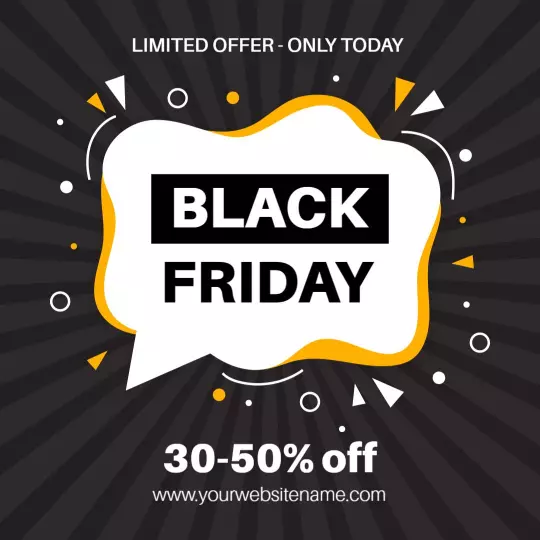 LIMITED OFFER - ONLY TODAY
BLACK
FRIDAY
30-50% off
www.yourwebsitename.com